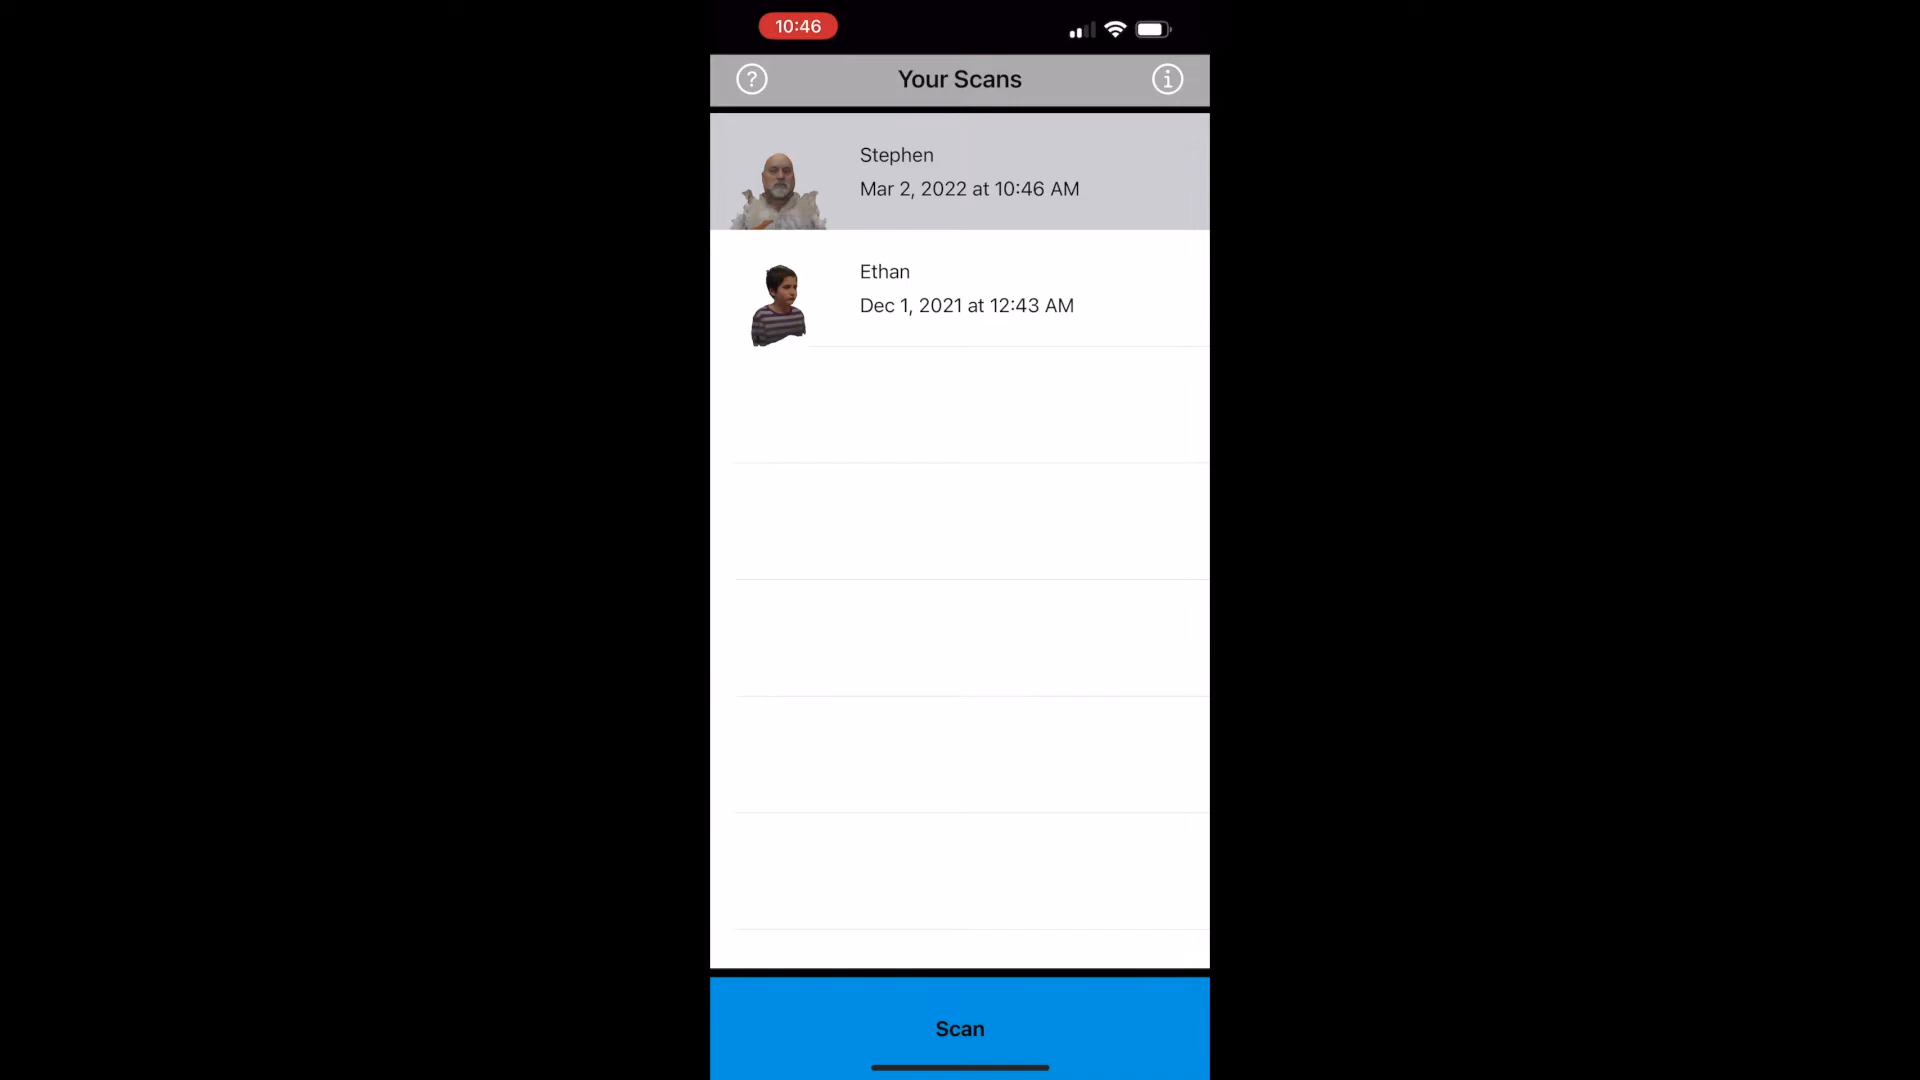 10:46
? Your Scans i
Stephen
Mar 2, 2022 at 10:46 AM
Ethan
Dec 1, 2021 at 12:43 AM
Scan